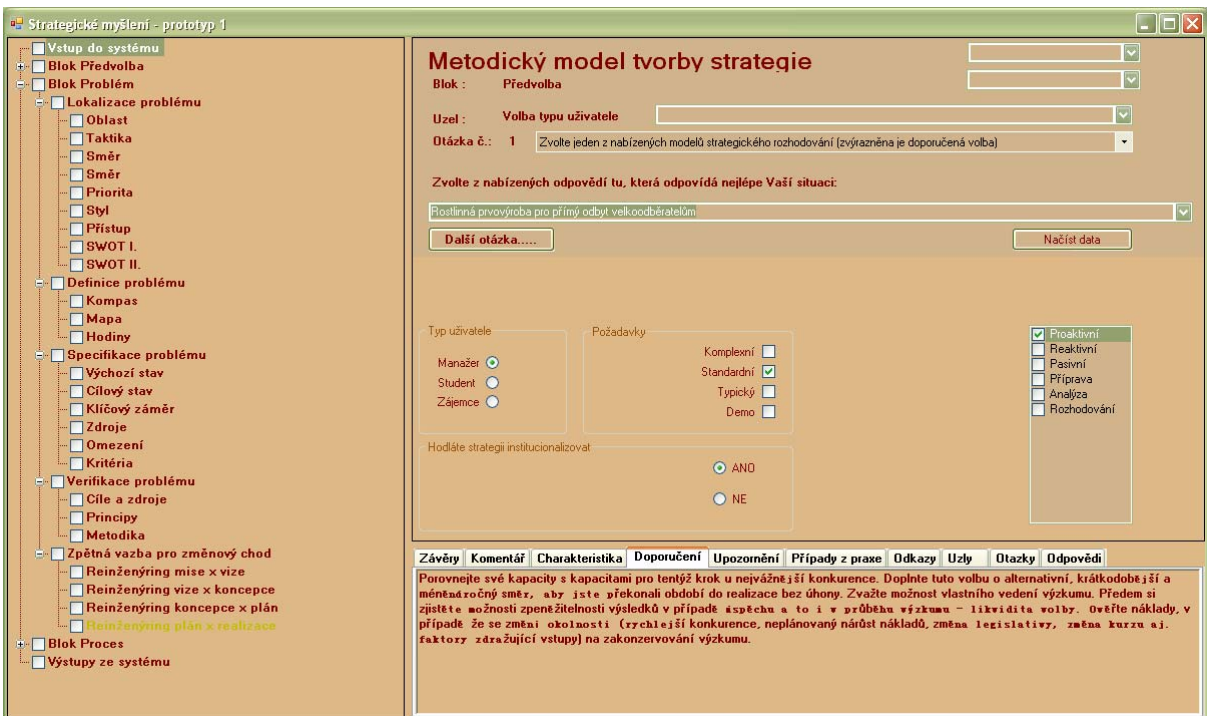 Strategické myšlení - prototyp 1
Vstup do systému
Blok Předvolba
Blok Problém
Lokalizace problému
Oblast
Taktika
Směr
Směr
Priorita
Styl
Přístup
SWOT I.
SWOT II.
Definice problému
Kompas
Mapa
Hodiny
Specifikace problému
Výchozí stav
Cílový stav
Klíčový záměr
Zdroje
Omezení
Kritéria
Verifikace problému
Cíle a zdroje
Principy
Metodika
Zpětná vazba pro změnový chod
Reinženýring mise x vize
Reinženýring vize x koncepce
Reinženýring koncepce x plán
Reinženýring plán x realizace
Blok Proces
Výstupy ze systému
Metodický model tvorby strategie
Blok : Předvolba
Uzel : Volba typu uživatele
Otázka č.: 1 Zvolte jeden z nabízených modelů strategického rozhodování (zvýrazněna je doporučená volba)
Zvolte z nabízených odpovědí tu, která odpovídá nejlépe Vaší situaci:
Rostlinná prvovýroba pro přímý odbyt velkoodběratelům
Další otázka..... Načíst data
Typ uživatele
Manažer
Student
Zájemce
Požadavky
Komplexní
Standardní
Typický
Demo
Proaktivní
Reaktivní
Pasivní
Příprava
Analýza
Rozhodování
Hodláte strategii institucionalizovat
ANO
NE
Závěry Komentář Charakteristika Doporučení Upozornění Případy z praxe Odkazy Uzly Otazky Odpovědi
Porovnejte své kapacity s kapacitami pro tentýž krok u nejvážnější konkurence. Doplnte tuto volbu o alternativní, krátkodobější a
méněnáročný směr, aby jste překonali období do realizace bez úhony. Zvažte možnost vlastního vedení výzkumu. Předem si
zjistěte možnosti zpeněžitelnosti výsledků v případě úspěchu a to i v průběhu výzkumu – likvidita volby. Ověřte náklady, v
případě že se změní okolnosti (rychlejší konkurence, neplánovaný nárůst nákladů, změna legislativy, změna kurzu aj.
faktory zdražující vstupy) na zakonzervování výzkumu.